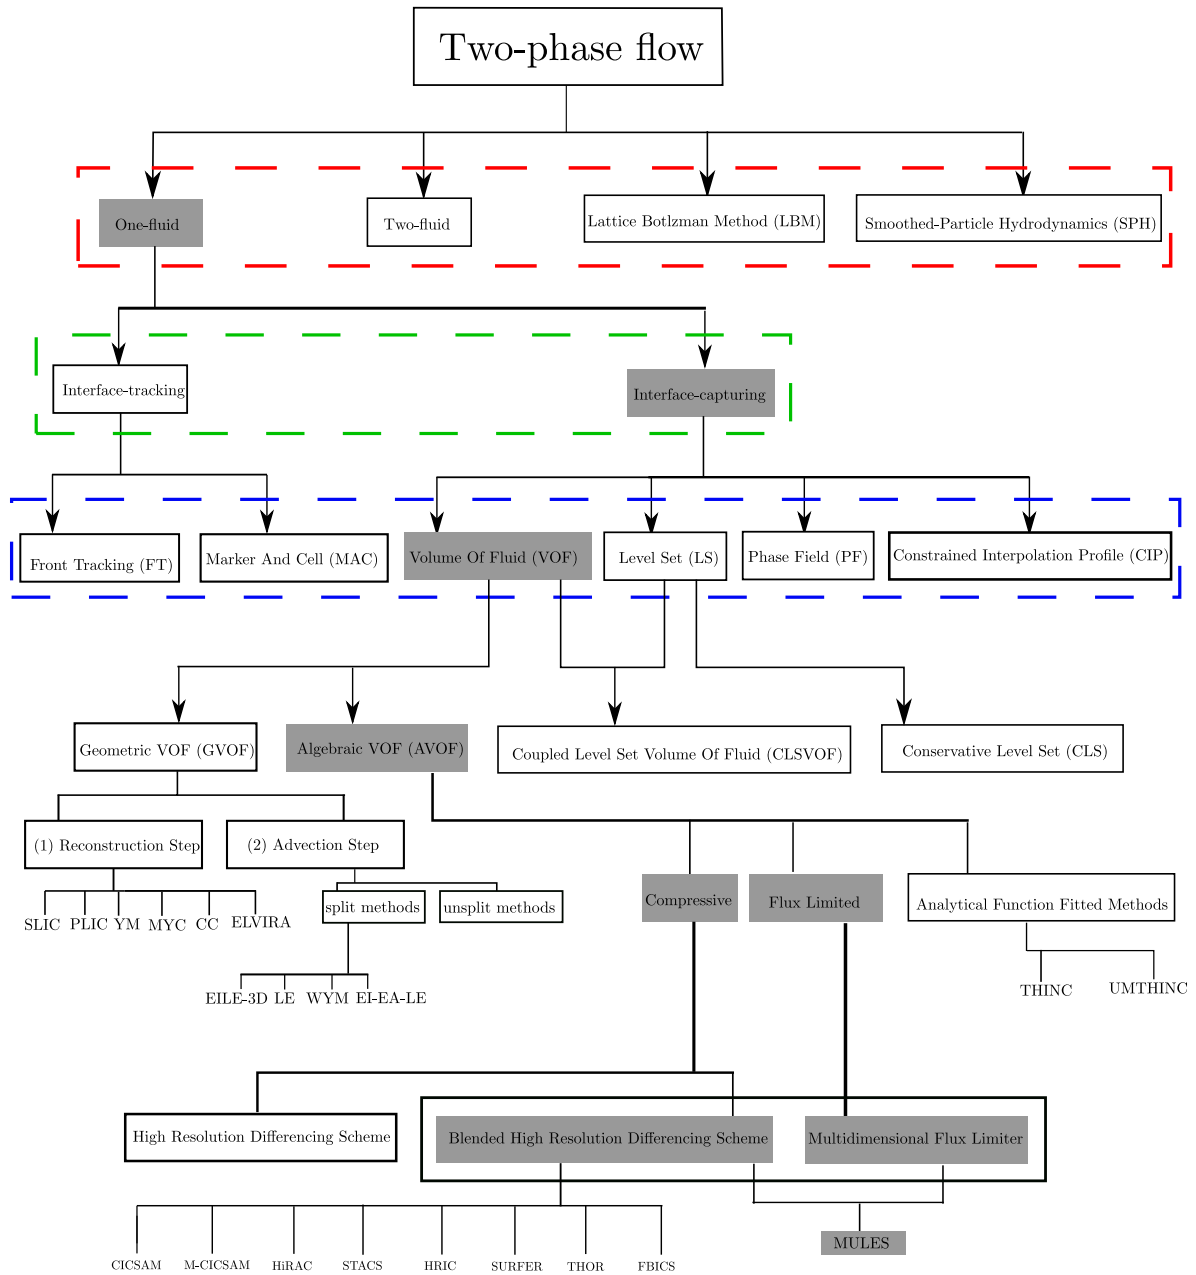 Two-phase flow
One-fluid
Two-fluid
Lattice Botlzman Method (LBM)
Smoothed-Particle Hydrodynamics (SPH)
Interface-tracking
Interface-capturing
Front Tracking (FT)
Marker And Cell (MAC)
Volume Of Fluid (VOF)
Level Set (LS)
Phase Field (PF)
Constrained Interpolation Profile (CIP)
Geometric VOF (GVOF)
Algebraic VOF (AVOF)
Coupled Level Set Volume Of Fluid (CLSVOF)
Conservative Level Set (CLS)
(1) Reconstruction Step
(2) Advection Step
SLIC
PLIC
YM
MYC
CC
ELVIRA
split methods
unsplit methods
Compressive
Flux Limited
Analytical Function Fitted Methods
EILE-3D
LE
WYM
EI-EA-LE
THINC
UMTHINC
High Resolution Differencing Scheme
Blended High Resolution Differencing Scheme
Multidimensional Flux Limiter
MULES
CICSAM
M-CICSAM
HiRAC
STACS
HRIC
SURFER
THOR
FBICS